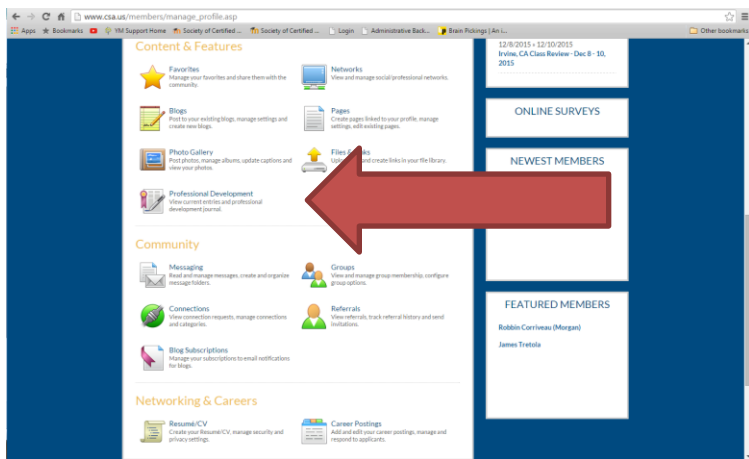 www.csa.us/members/manage_profile.asp
Apps Bookmarks YM Support Home Society of Certified ... Society of Certified ... Login Administrative Back... Brain Pickings | An i... Other bookmarks
Content & Features
Favorites
Manage your favorites and share them with the
community.
Networks
View and manage social professional networks.
Blogs
Post to your existing blogs, manage settings and
create new blogs.
Pages
Create pages linked to your profile, manage
settings, edit existing pages.
Photo Gallery
Post photos, manage albums, update captions and
view your photos.
Files &
and create links in your file library.
Professional Development
View current entries and professional
development journal.
Community
Messaging
Read and manage messages, create and organize
message folders.
Groups
View and manage group membership, configure
group options.
Connections
View connection requests, manage connections
and categories.
Referrals
View referrals, track referral history and send
invitations.
Blog Subscriptions
Manage your subscriptions to email notifications
for blogs.
Networking & Careers
Resumé/CV
Create your Resumé/CV, manage security and
privacy settings.
Career Postings
Add and edit your career postings, manage and
respond to applicants.
12/8/2015 » 12/10/2015
Irvine, CA Class Review - Dec 8 - 10,
2015
ONLINE SURVEYS
NEWEST MEMBERS
FEATURED MEMBERS
Robbin Corriveau (Morgan)
James Tretola